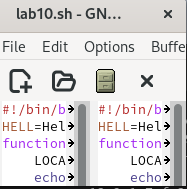 lab10.sh - GN...
File Edit Options Buffe
#!/bin/b #!/bin/b
HELL=Hel HELL=Hel
function function
LOCA LOCA
echo echo